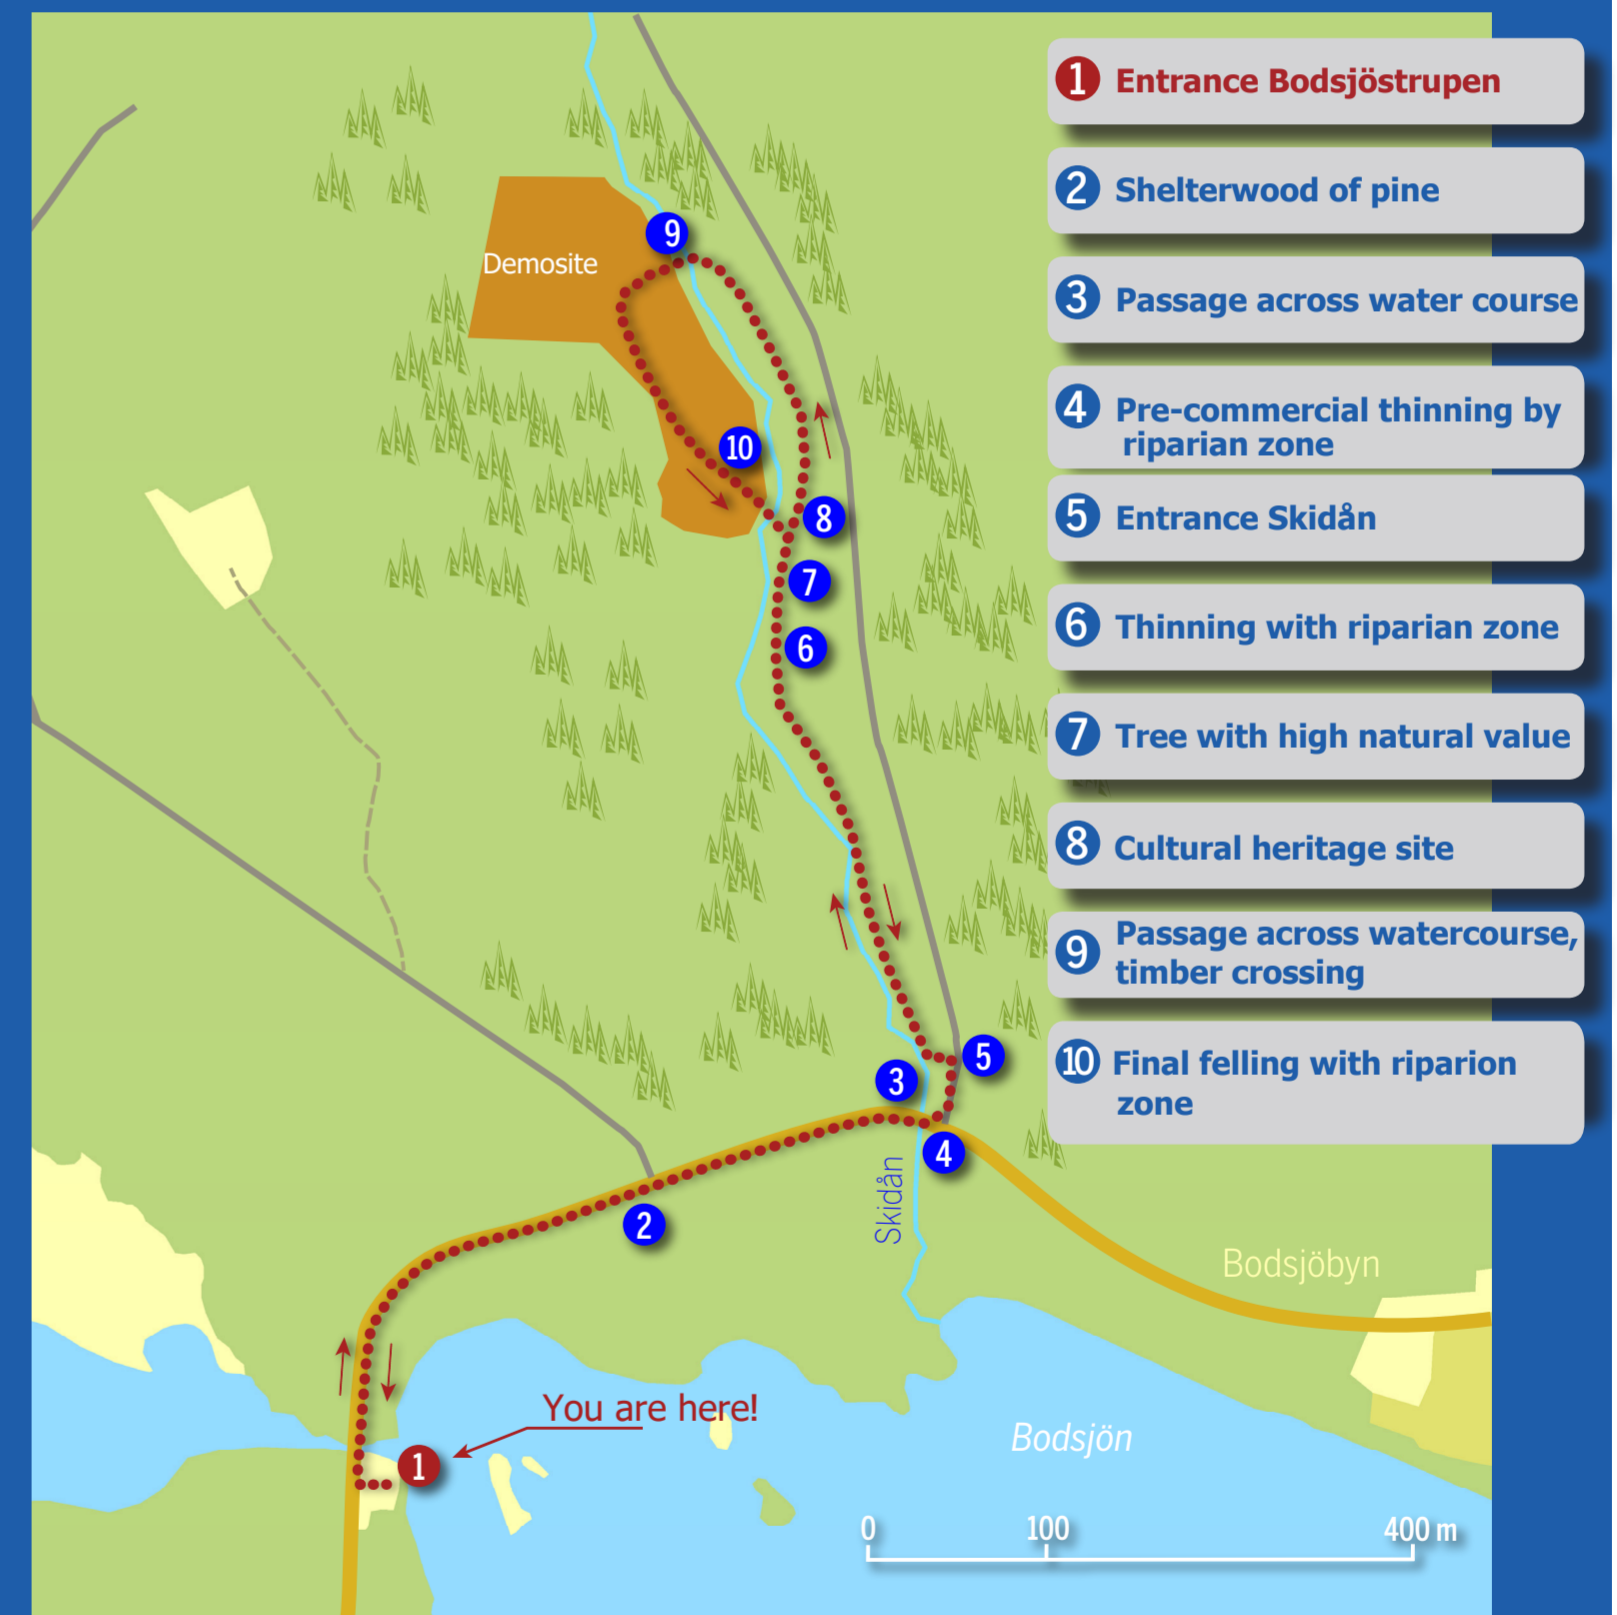 1 Entrance Bodsjöstrupen
2 Shelterwood of pine
3 Passage across water course
4 Pre-commercial thinning by
riparian zone
5 Entrance Skidån
6 Thinning with riparian zone
7 Tree with high natural value
8 Cultural heritage site
9 Passage across watercourse,
timber crossing
10 Final felling with riparion
zone
9
Demosite
10
8
7
6
5
3
4
2
Skidån
Bodsjöbyn
You are here!
1
Bodsjön
0 100 400 m